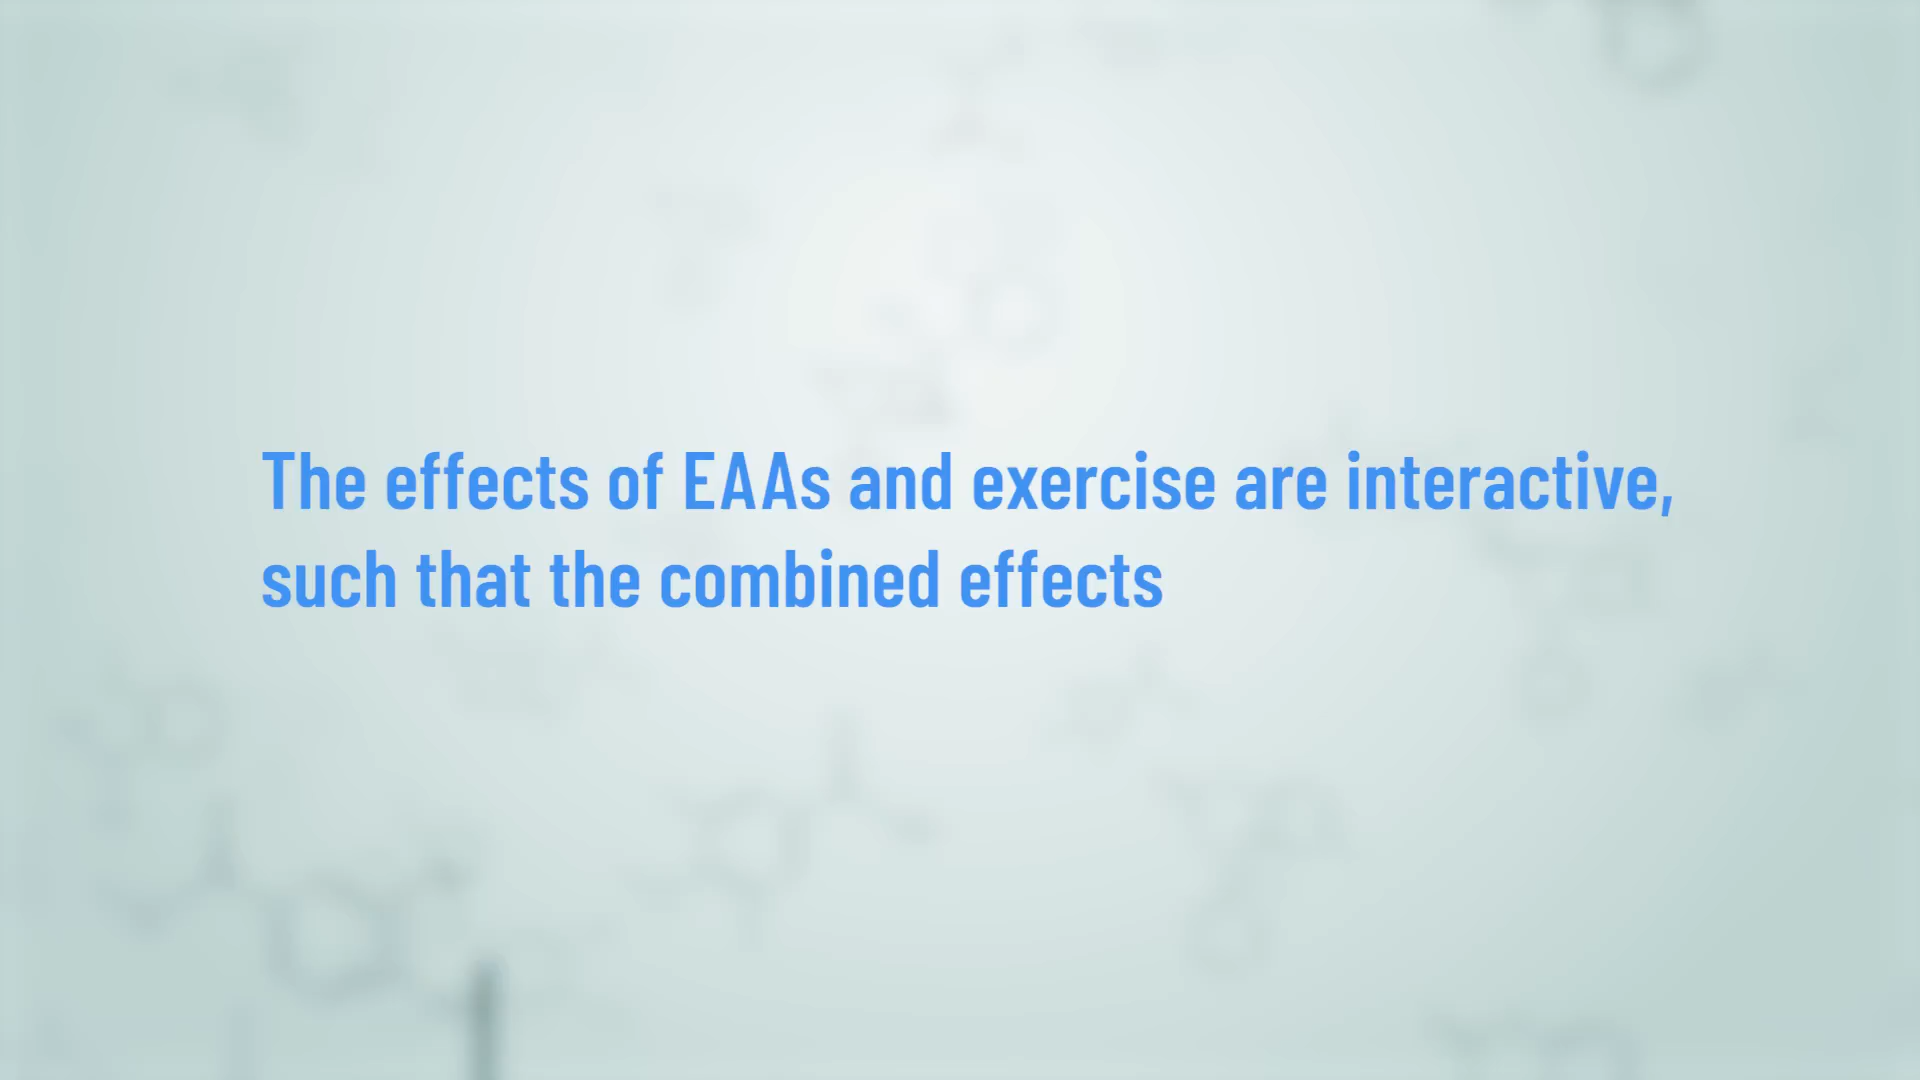 The effects of EAAs and exercise are interactive,
such that the combined effects